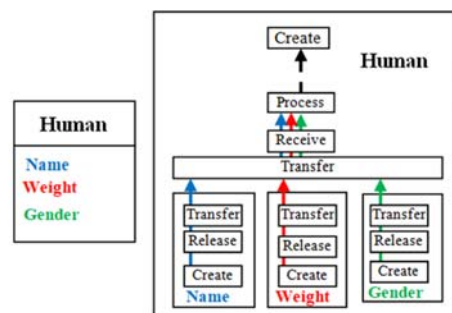 Human
Name
Weight
Gender
Create
Human
Process
Receive
Transfer
Transfer
Release
Create
Name
Transfer
Release
Create
Weight
Transfer
Release
Create
Gender